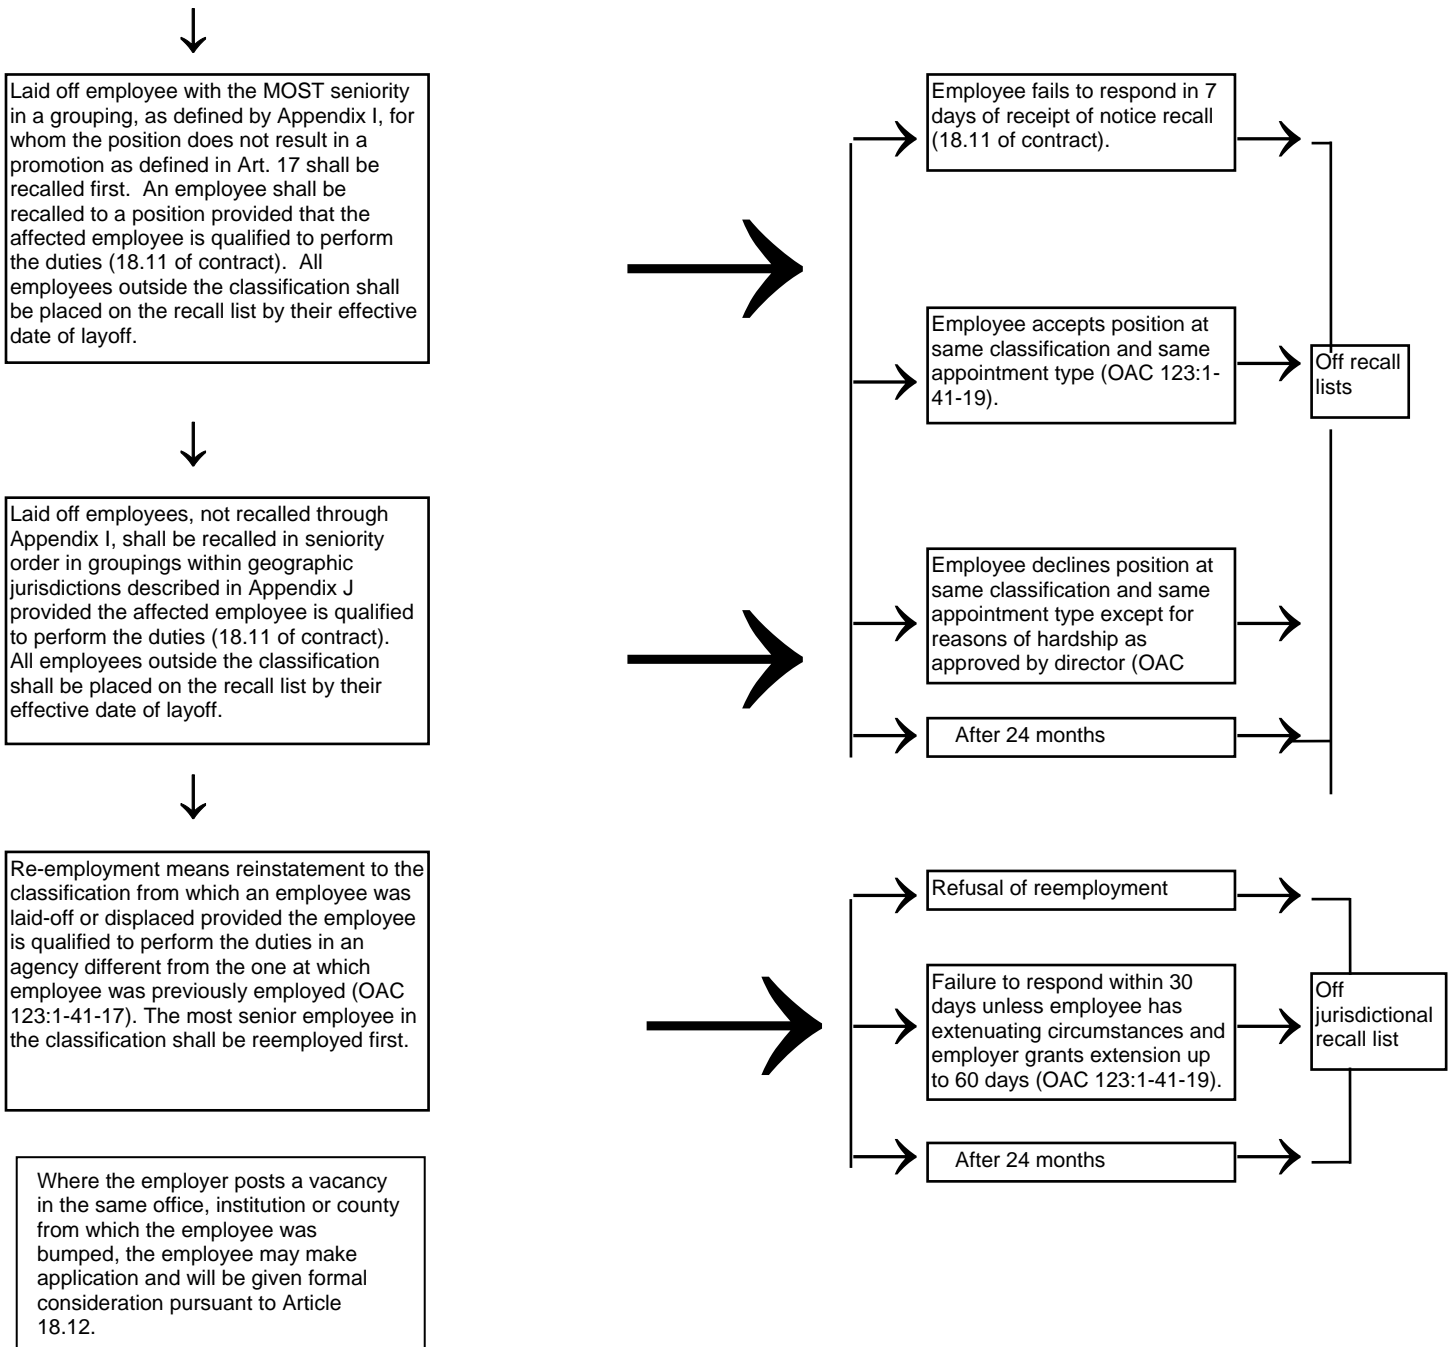 Laid off employee with the MOST seniority
in a grouping, as defined by Appendix I, for
whom the position does not result in a
promotion as defined in Art. 17 shall be
recalled first.  An employee shall be
recalled to a position provided that the
affected employee is qualified to perform
the duties (18.11 of contract).  All
employees outside the classification shall
be placed on the recall list by their effective
date of layoff.
Laid off employees, not recalled through
Appendix I, shall be recalled in seniority
order in groupings within geographic
jurisdictions described in Appendix J
provided the affected employee is qualified
to perform the duties (18.11 of contract).
All employees outside the classification
shall be placed on the recall list by their
effective date of layoff.
Re-employment means reinstatement to the
classification from which an employee was
laid-off or displaced provided the employee
is qualified to perform the duties in an
agency different from the one at which
employee was previously employed (OAC
123:1-41-17). The most senior employee in
the classification shall be reemployed first.
Where the employer posts a vacancy
in the same office, institution or county
from which the employee was
bumped, the employee may make
application and will be given formal
consideration pursuant to Article
18.12.
Employee fails to respond in 7
days of receipt of notice recall
(18.11 of contract).
Employee accepts position at
same classification and same
appointment type (OAC 123:1-
41-19).
Employee declines position at
same classification and same
appointment type except for
reasons of hardship as
approved by director (OAC
After 24 months
Off recall
lists
Refusal of reemployment
Failure to respond within 30
days unless employee has
extenuating circumstances and
employer grants extension up
to 60 days (OAC 123:1-41-19).
After 24 months
Off
jurisdictional
recall list